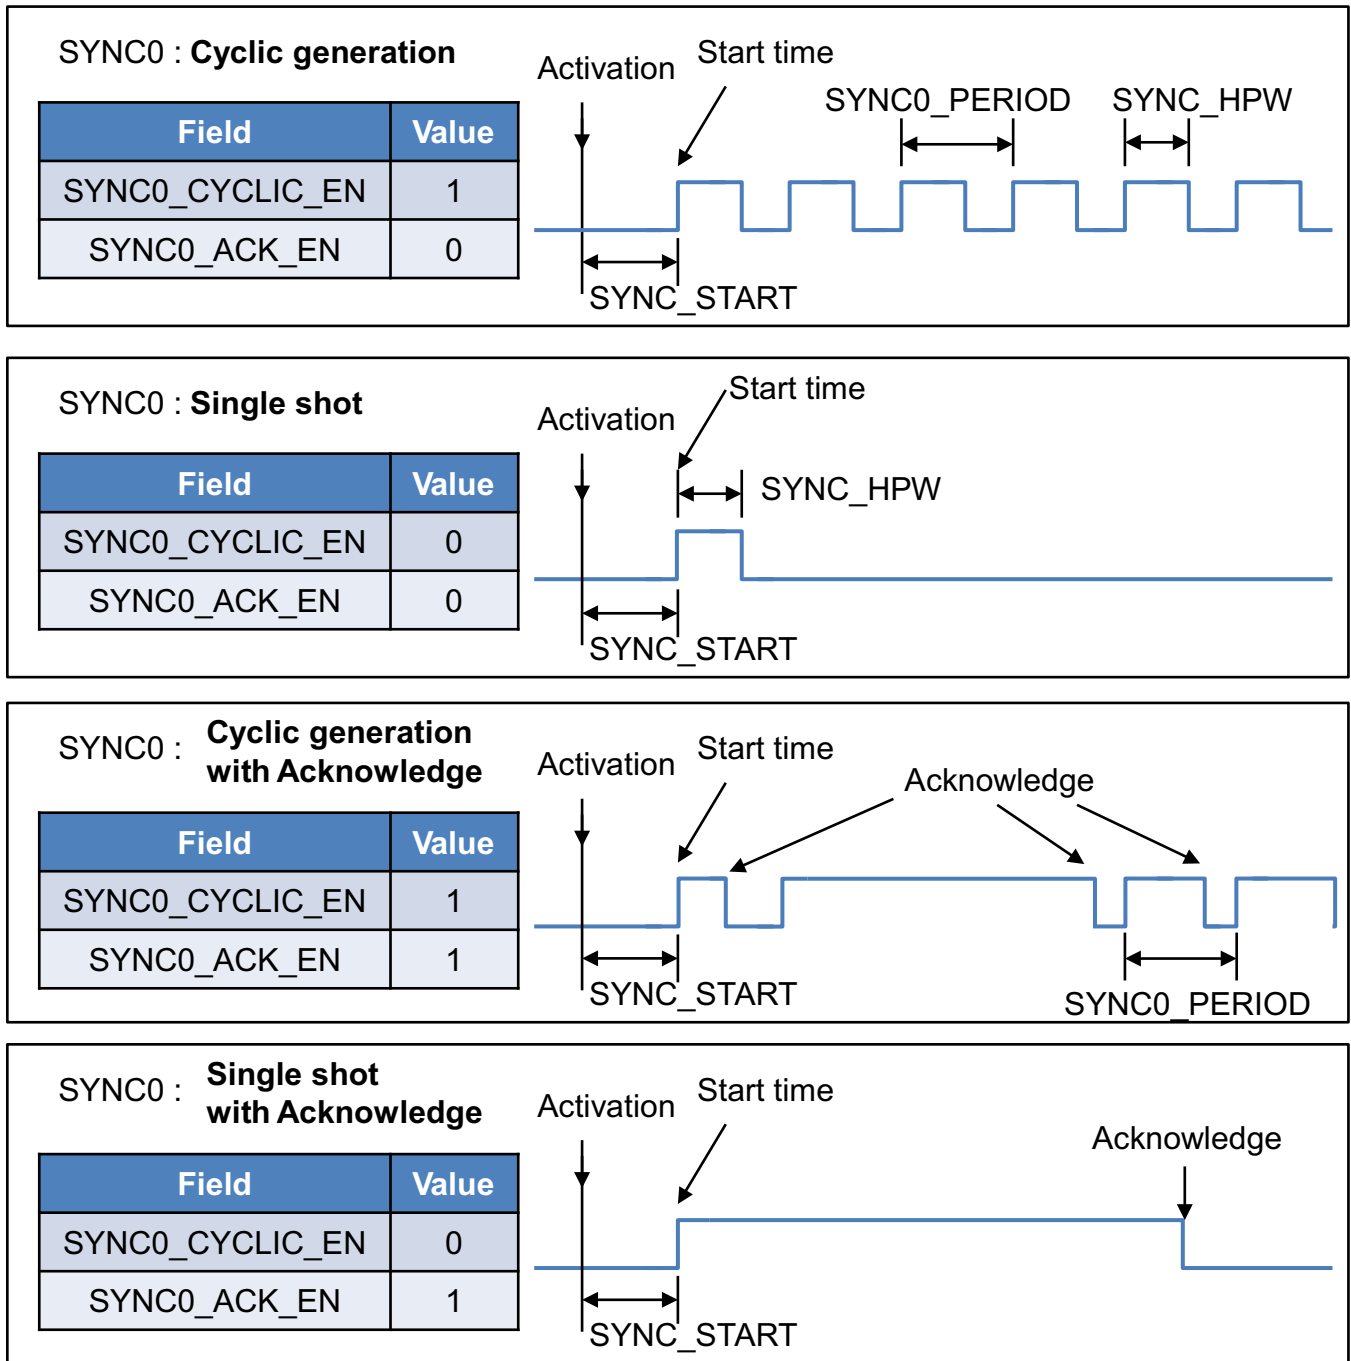 SYNC0 : Cyclic generation
Activation
Start time
SYNC0_PERIOD
SYNC_HPW
Field Value
SYNC0_CYCLIC_EN 1
SYNC0_ACK_EN 0
SYNC_START
SYNC0 : Single shot
Activation
Start time
SYNC_HPW
Field Value
SYNC0_CYCLIC_EN 0
SYNC0_ACK_EN 0
SYNC_START
SYNC0 : Cyclic generation
with Acknowledge
Activation
Start time
Acknowledge
Field Value
SYNC0_CYCLIC_EN 1
SYNC0_ACK_EN 1
SYNC_START
SYNC0_PERIOD
SYNC0 : Single shot
with Acknowledge
Activation
Start time
Acknowledge
Field Value
SYNC0_CYCLIC_EN 0
SYNC0_ACK_EN 1
SYNC_START